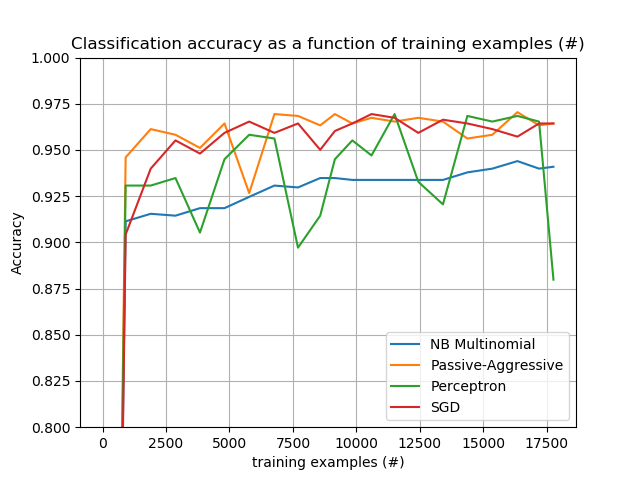 Classification accuracy as a function of training examples (#)
1.000
0.975
0.950
0.925
0.900
0.875
0.850
0.825
0.800
Accuracy
NB Multinomial
Passive-Aggressive
Perceptron
SGD
0 2500 5000 7500 10000 12500 15000 17500
training examples (#)